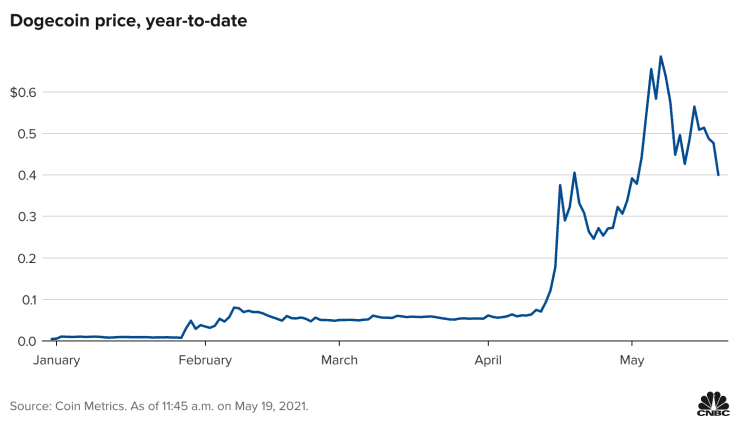 Dogecoin price, year-to-date
$0.6
0.5
0.4
0.3
0.2
0.1
0.0
January February March April May
Source: Coin Metrics. As of 11:45 a.m. on May 19, 2021.
CNBC